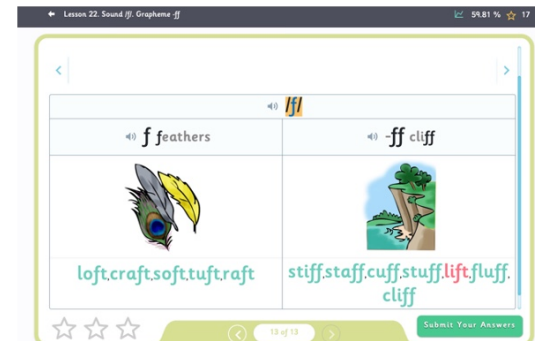 Lesson 22. Sound /f/. Grapheme -ff
59.81 % 17
/f/
f feathers
-ff cliff
loft,craft,soft,tuft,raft
stiff,staff,cuff,stuff,lift,fluff,
cliff
13 of 13
Submit Your Answers